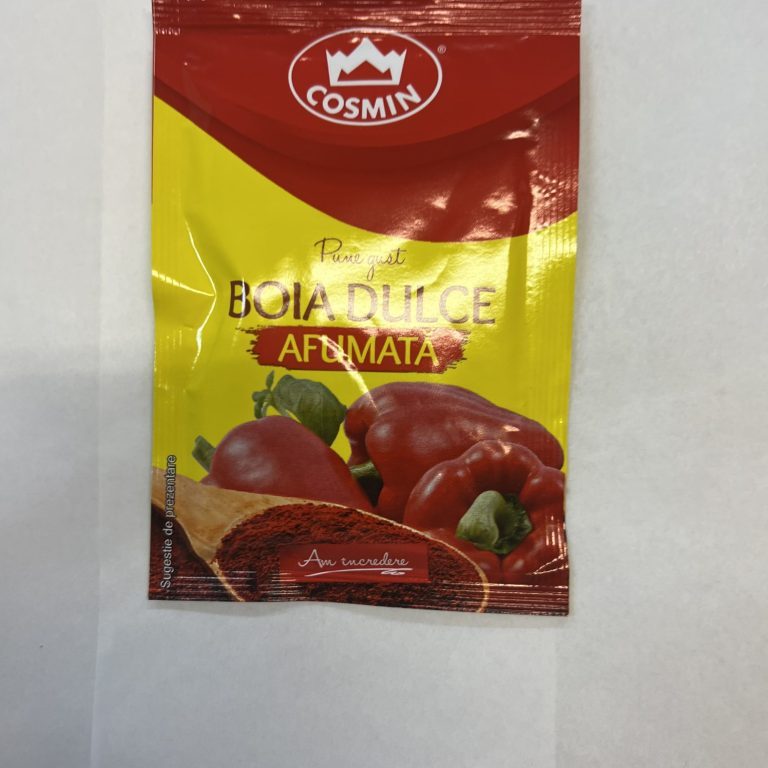 COSMIN
®
Pune gust
BOIA DULCE
AFUMATA
Sugestie de prezentare
Am încredere